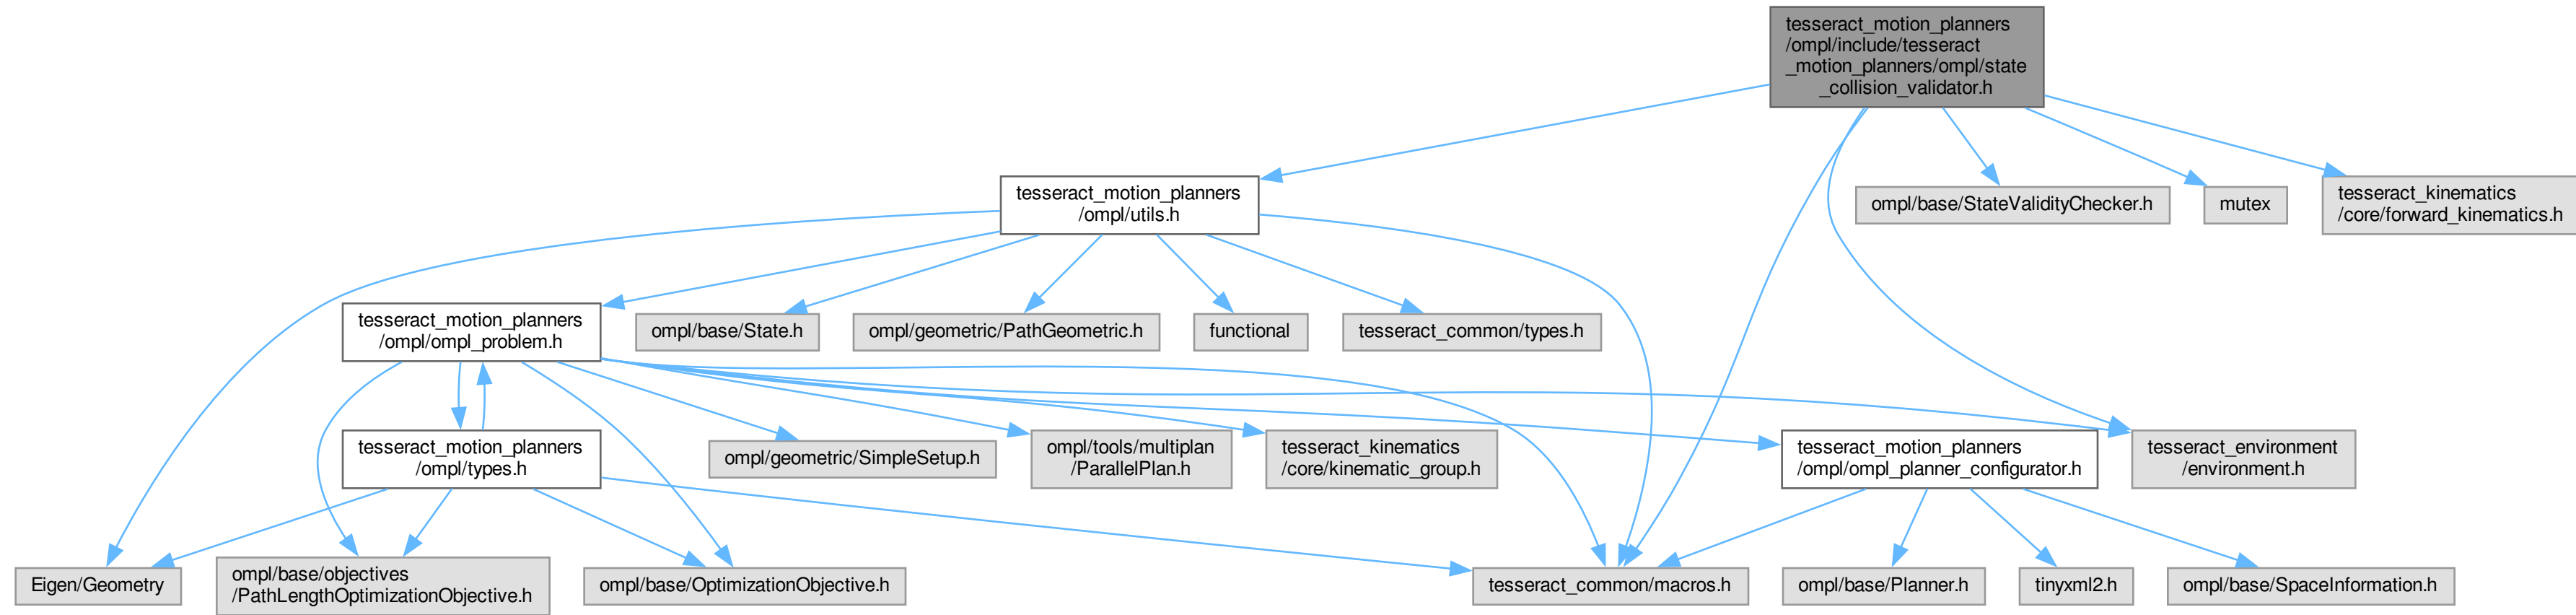 tesseract_motion_planners
/ompl/include/tesseract
_motion_planners/ompl/state
_collision_validator.h
tesseract_motion_planners
/ompl/utils.h
ompl/base/StateValidityChecker.h
mutex
tesseract_kinematics
/core/forward_kinematics.h
tesseract_motion_planners
/ompl/ompl_problem.h
ompl/base/State.h
ompl/geometric/PathGeometric.h
functional
tesseract_common/types.h
tesseract_motion_planners
/ompl/types.h
ompl/geometric/SimpleSetup.h
ompl/tools/multiplan
/ParallelPlan.h
tesseract_kinematics
/core/kinematic_group.h
tesseract_motion_planners
/ompl/ompl_planner_configurator.h
tesseract_environment
/environment.h
Eigen/Geometry
ompl/base/objectives
/PathLengthOptimizationObjective.h
ompl/base/OptimizationObjective.h
tesseract_common/macros.h
ompl/base/Planner.h
tinyxml2.h
ompl/base/SpaceInformation.h